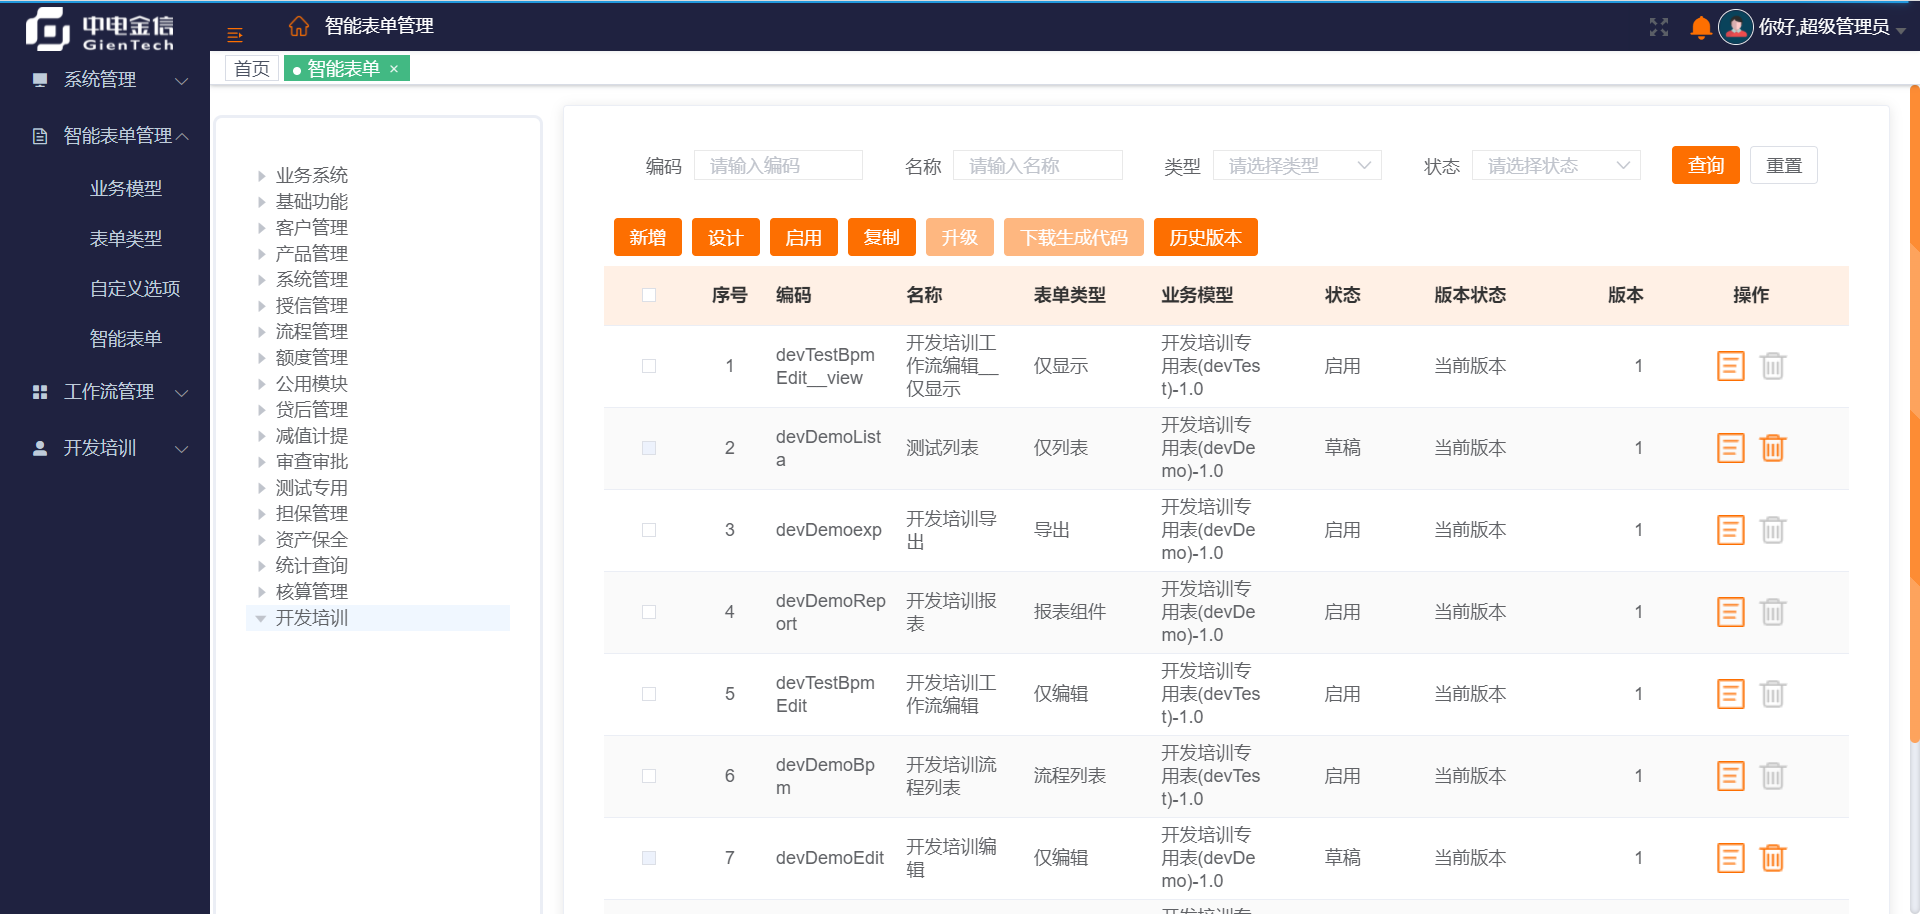 中电金信
GienTech
智能表单管理
你好,超级管理员
首页
智能表单 ×
系统管理
智能表单管理
业务模型
表单类型
自定义选项
智能表单
工作流管理
开发培训
业务系统
基础功能
客户管理
产品管理
系统管理
授信管理
流程管理
额度管理
公用模块
贷后管理
减值计提
审查审批
测试专用
担保管理
资产保全
统计查询
核算管理
开发培训
编码 请输入编码 名称 请输入名称 类型 请选择类型 状态 请选择状态 查询 重置
新增 设计 启用 复制 升级 下载生成代码 历史版本
序号 编码 名称 表单类型 业务模型 状态 版本状态 版本 操作
1 devTestBpm
Edit__view
开发培训工
作流编辑__
仅显示
仅显示
开发培训专
用表(devTes
t)-1.0
启用 当前版本 1
2 devDemoList
a
测试列表 仅列表
开发培训专
用表(devDe
mo)-1.0
草稿 当前版本 1
3 devDemoexp
开发培训导
出
导出
开发培训专
用表(devDe
mo)-1.0
启用 当前版本 1
4 devDemoRep
ort
开发培训报
表
报表组件
开发培训专
用表(devDe
mo)-1.0
启用 当前版本 1
5 devTestBpm
Edit
开发培训工
作流编辑
仅编辑
开发培训专
用表(devTes
t)-1.0
启用 当前版本 1
6 devDemoBp
m
开发培训流
程列表
流程列表
开发培训专
用表(devTes
t)-1.0
启用 当前版本 1
7 devDemoEdit
开发培训编
辑
仅编辑
开发培训专
用表(devDe
mo)-1.0
草稿 当前版本 1